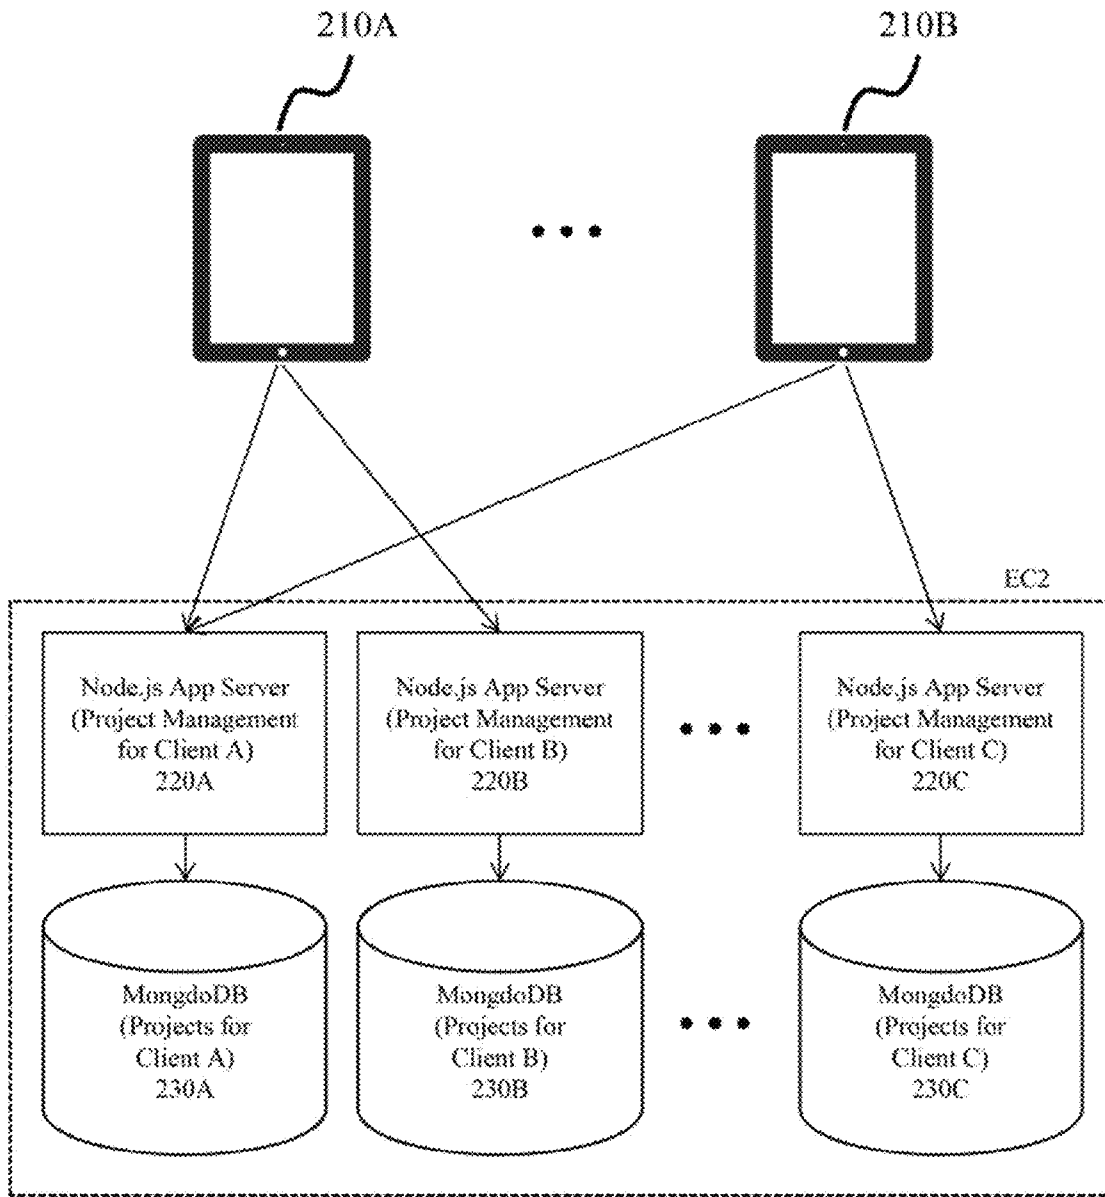 210A
210B
EC2
Node.js App Server
(Project Management
for Client A)
220A
Node.js App Server
(Project Management
for Client B)
220B
Node.js App Server
(Project Management
for Client C)
220C
MongdoDB
(Projects for
Client A)
230A
MongdoDB
(Projects for
Client B)
230B
MongdoDB
(Projects for
Client C)
230C